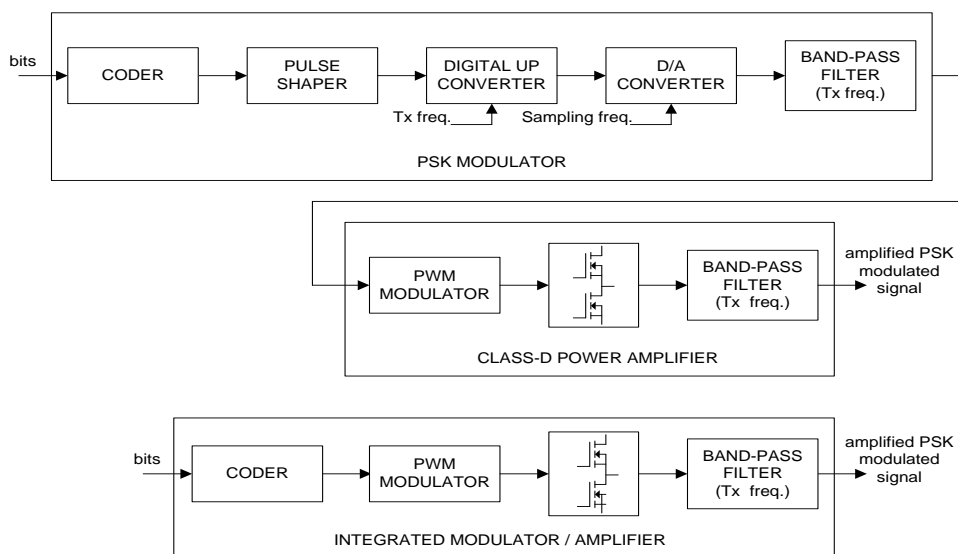 bits
CODER
PULSE
SHAPER
DIGITAL UP
CONVERTER
D/A
CONVERTER
BAND-PASS
FILTER
(Tx freq.)
Tx freq.
Sampling freq.
PSK MODULATOR
PWM
MODULATOR
BAND-PASS
FILTER
(Tx freq.)
amplified PSK
modulated
signal
CLASS-D POWER AMPLIFIER
bits
CODER
PWM
MODULATOR
BAND-PASS
FILTER
(Tx freq.)
amplified PSK
modulated
signal
INTEGRATED MODULATOR / AMPLIFIER